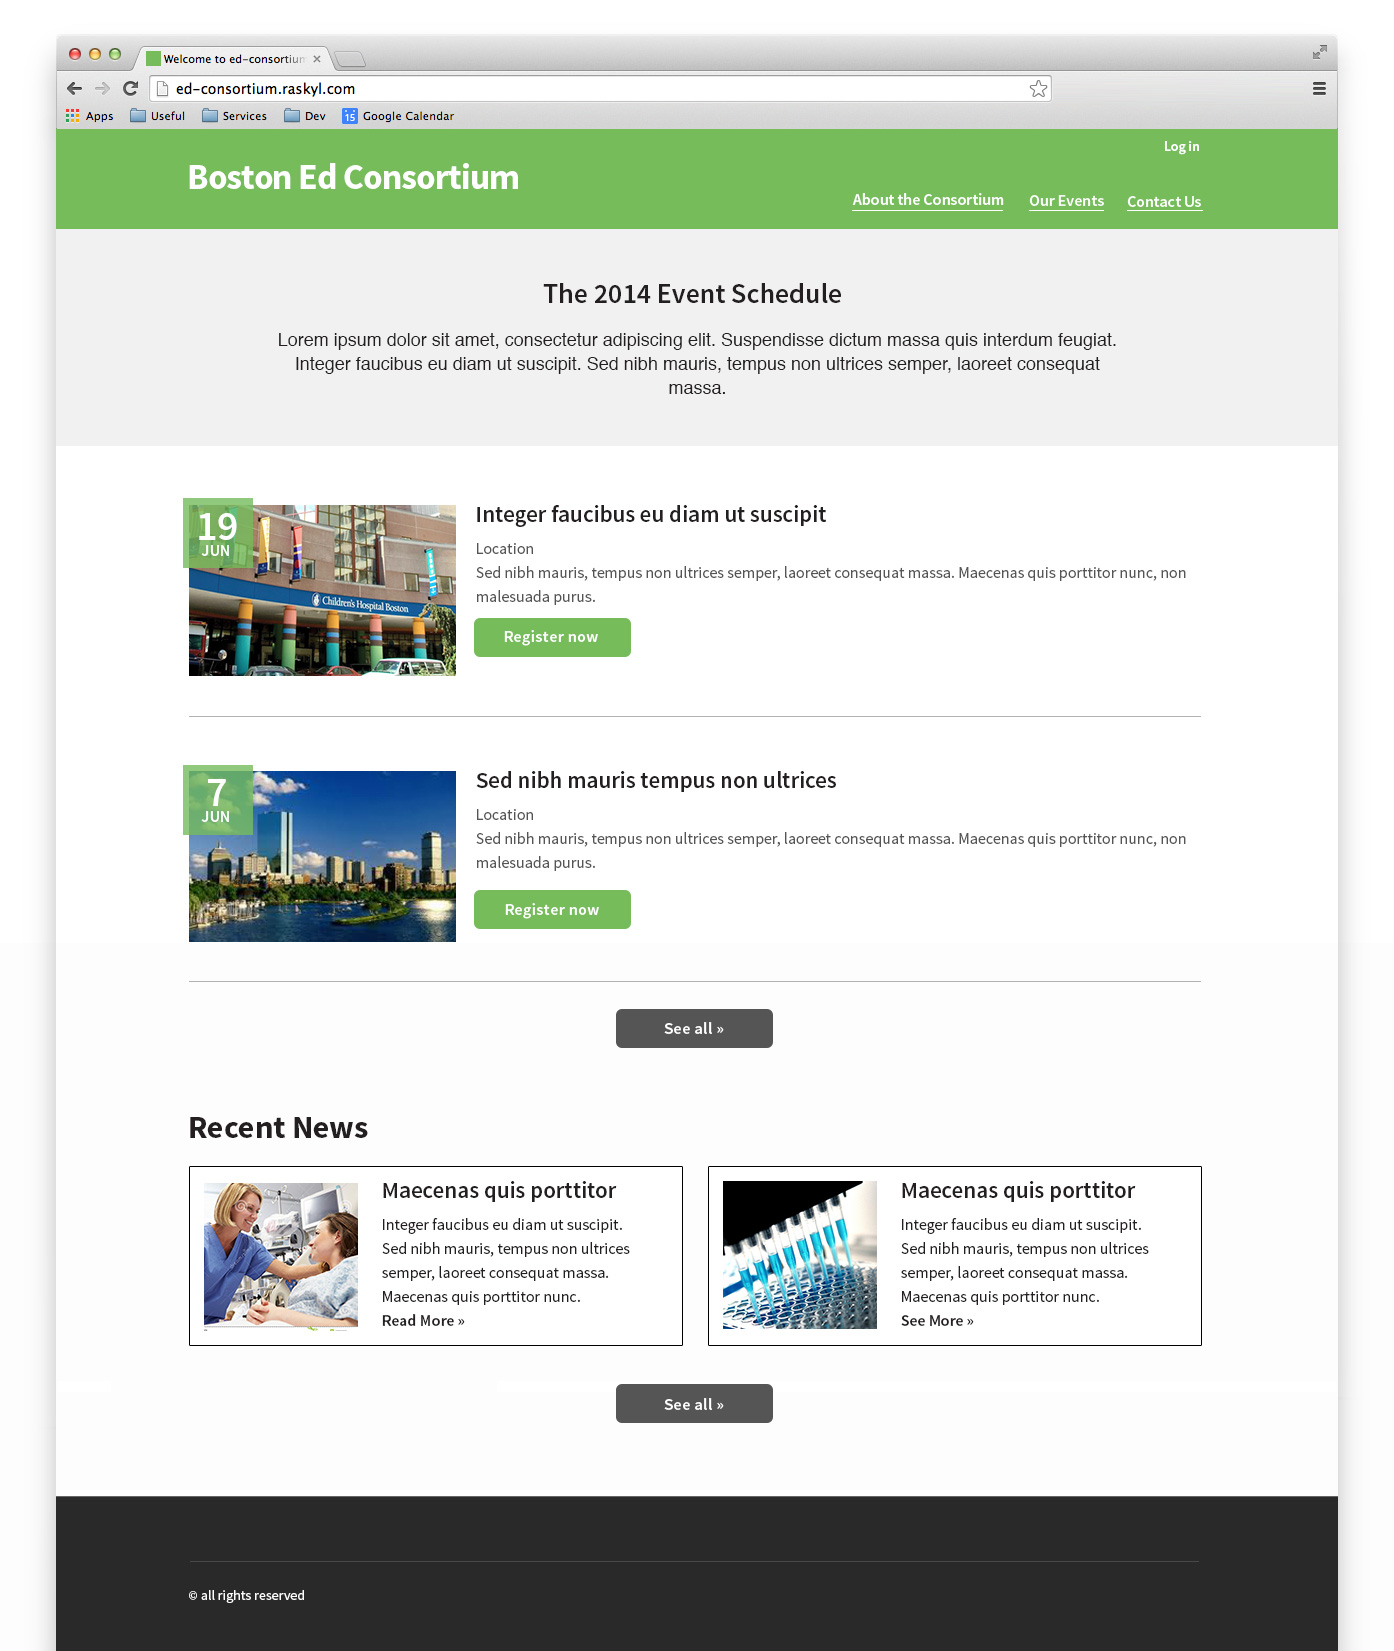 Welcome to ed-consortium
ed-consortium.raskyl.com
Apps Useful Services Dev 15 Google Calendar
Log in
Boston Ed Consortium
About the Consortium Our Events Contact Us
The 2014 Event Schedule
Lorem ipsum dolor sit amet, consectetur adipiscing elit. Suspendisse dictum massa quis interdum feugiat.
Integer faucibus eu diam ut suscipit. Sed nibh mauris, tempus non ultrices semper, laoreet consequat
massa.
19
JUN
Children's Hospital Boston
Integer faucibus eu diam ut suscipit
Location
Sed nibh mauris, tempus non ultrices semper, laoreet consequat massa. Maecenas quis porttitor nunc, non
malesuada purus.
Register now
7
JUN
Sed nibh mauris tempus non ultrices
Location
Sed nibh mauris, tempus non ultrices semper, laoreet consequat massa. Maecenas quis porttitor nunc, non
malesuada purus.
Register now
See all »
Recent News
Maecenas quis porttitor
Integer faucibus eu diam ut suscipit.
Sed nibh mauris, tempus non ultrices
semper, laoreet consequat massa.
Maecenas quis porttitor nunc.
Read More »
Maecenas quis porttitor
Integer faucibus eu diam ut suscipit.
Sed nibh mauris, tempus non ultrices
semper, laoreet consequat massa.
Maecenas quis porttitor nunc.
See More »
See all »
© all rights reserved